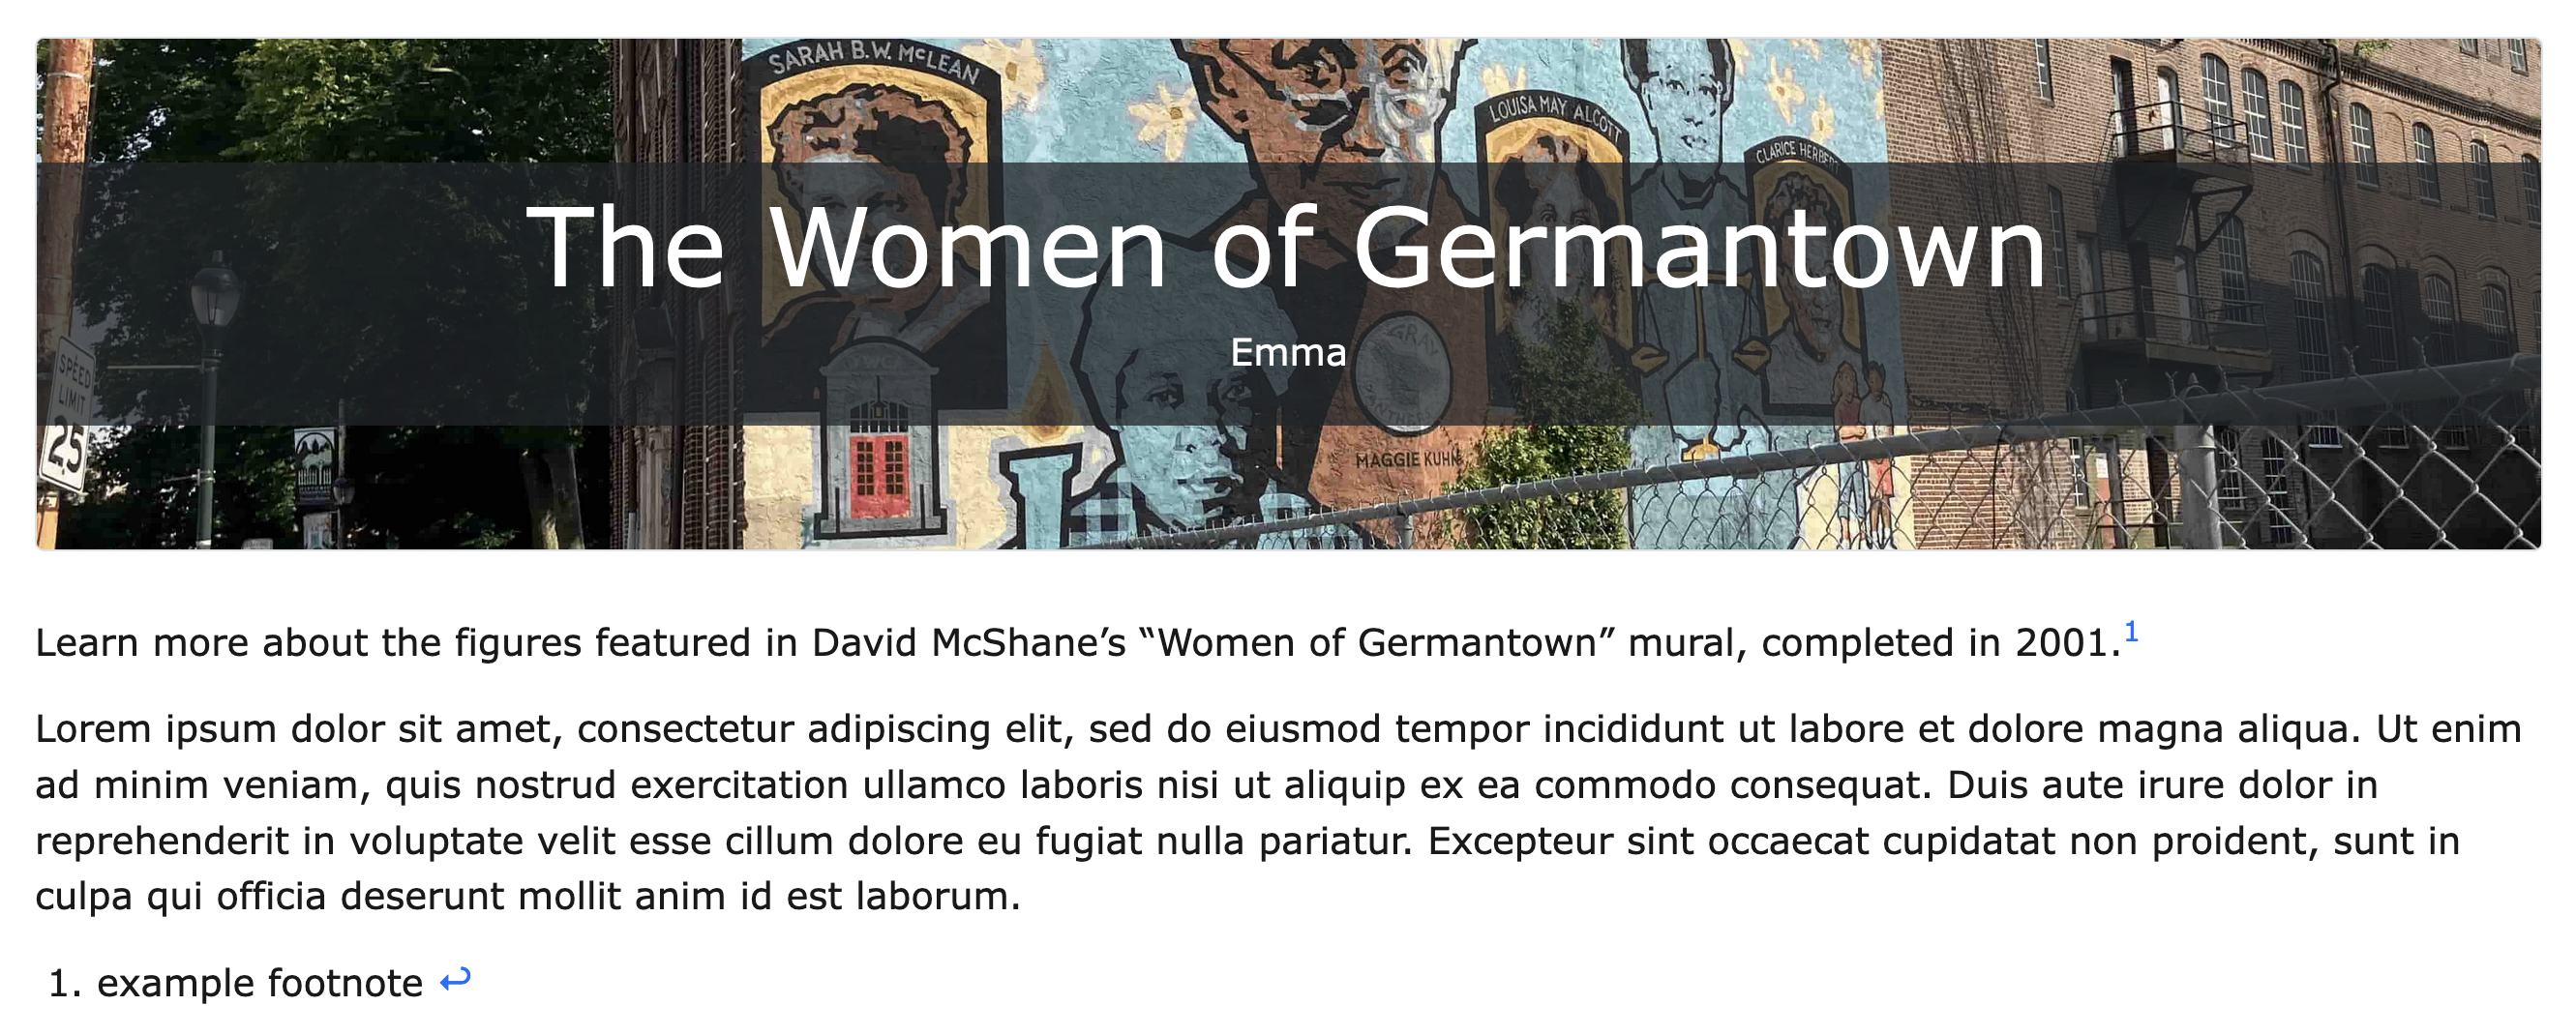 SARAH B.W. McLEAN
LOUISA MAY ALCOTT
CLARICE HERBERT
The Women of Germantown
Emma
YWCA
GRAY
PANTHERS
SPEED
LIMIT
25
MAGGIE KUHN
Learn more about the figures featured in David McShane’s “Women of Germantown” mural, completed in 2001.1
Lorem ipsum dolor sit amet, consectetur adipiscing elit, sed do eiusmod tempor incididunt ut labore et dolore magna aliqua. Ut enim
ad minim veniam, quis nostrud exercitation ullamco laboris nisi ut aliquip ex ea commodo consequat. Duis aute irure dolor in
reprehenderit in voluptate velit esse cillum dolore eu fugiat nulla pariatur. Excepteur sint occaecat cupidatat non proident, sunt in
culpa qui officia deserunt mollit anim id est laborum.
1. example footnote ↩